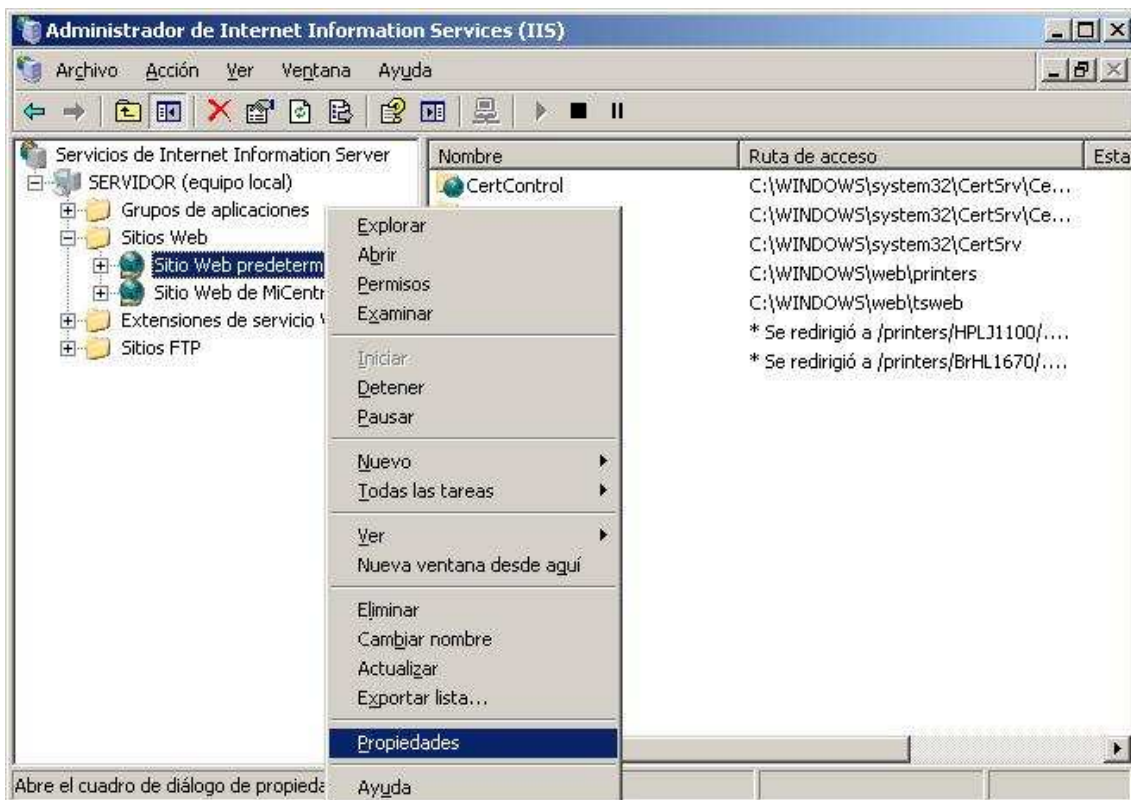 Administrador de Internet Information Services (IIS)
Archivo Acción Ver Ventana Ayuda
Servicios de Internet Information Server
SERVIDOR (equipo local)
Grupos de aplicaciones
Sitios Web
Sitio Web predeterm
Sitio Web de MiCentr
Extensiones de servicio
Sitios FTP
Nombre Ruta de acceso Esta
CertControl C:\WINDOWS\system32\CertSrv\Ce...
C:\WINDOWS\system32\CertSrv\Ce...
C:\WINDOWS\system32\CertSrv
C:\WINDOWS\web\printers
C:\WINDOWS\web\tsweb
* Se redirigió a /printers/HPLJ1100/....
* Se redirigió a /printers/BrHL1670/....
Explorar
Abrir
Permisos
Examinar
Iniciar
Detener
Pausar
Nuevo
Todas las tareas
Ver
Nueva ventana desde aquí
Eliminar
Cambiar nombre
Actualizar
Exportar lista...
Propiedades
Ayuda
Abre el cuadro de diálogo de propieda